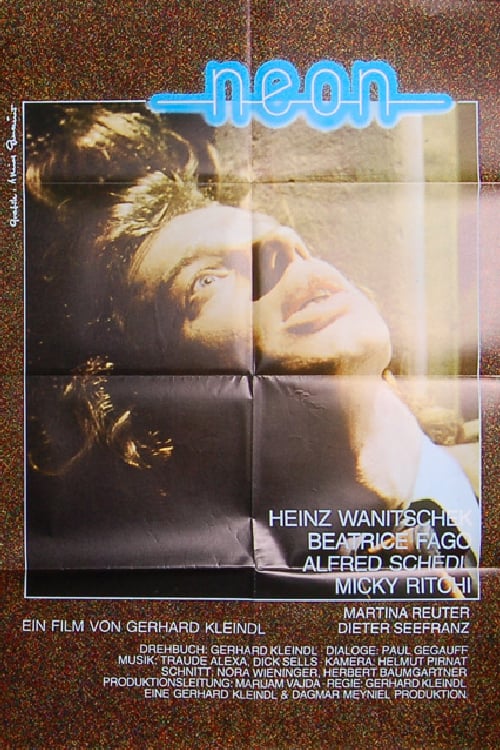 neon
HEINZ WANITSCHEK
BEATRICE FAGO
ALFRED SCHEDL
MICKY RITCHI
MARTINA REUTER
DIETER SEEFRANZ
EIN FILM VON GERHARD KLEINDL
DREHBUCH: GERHARD KLEINDL · DIALOGE: PAUL GEGAUFF
MUSIK: TRAUDE ALEXA, DICK SELLS · KAMERA: HELMUT PIRNAT
SCHNITT: NORA WIENINGER, HERBERT BAUMGARTNER
PRODUKTIONSLEITUNG: MARIJAM VAJDA · REGIE: GERHARD KLEINDL
EINE GERHARD KLEINDL & DAGMAR MEYNIEL PRODUKTION